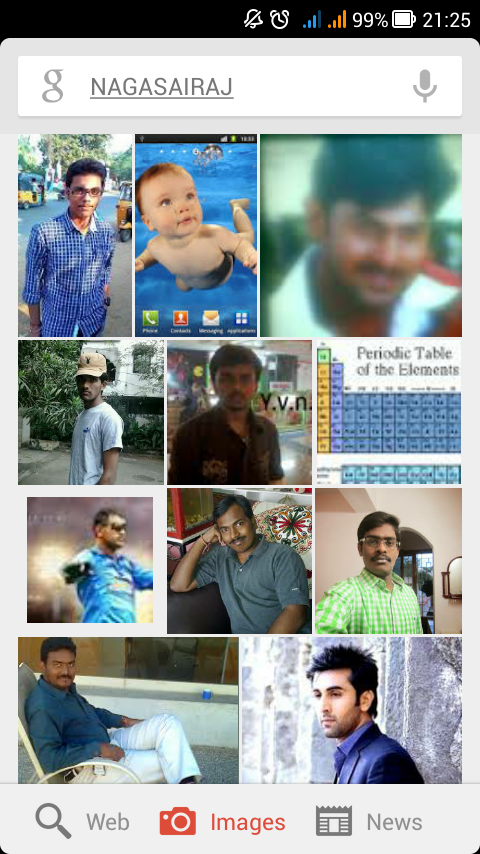 99% 21:25
g NAGASAIRAJ
Phone Contacts Messaging Applications
Y.v.n.
Periodic Table
of the Elements
Web Images News